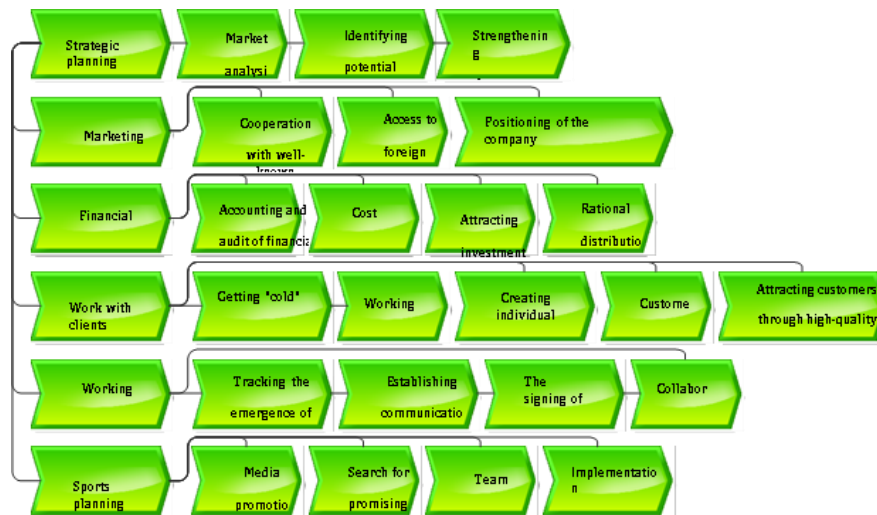 Strategic
planning
Market
analysi
Identifying
potential
Strengthenin
g
Marketing
Cooperation
with well-
known
Access to
foreign
Positioning of the
company
Financial
Accounting and
audit of financia
Cost
Attracting
investment
Rational
distributio
Work with
clients
Getting "cold"
Working
Creating
individual
Custome
Attracting customers
through high-quality
Working
Tracking the
emergence of
Establishing
communicatio
The
signing of
Collabor
Sports
planning
Media
promotio
Search for
promising
Team
Implementatio
n